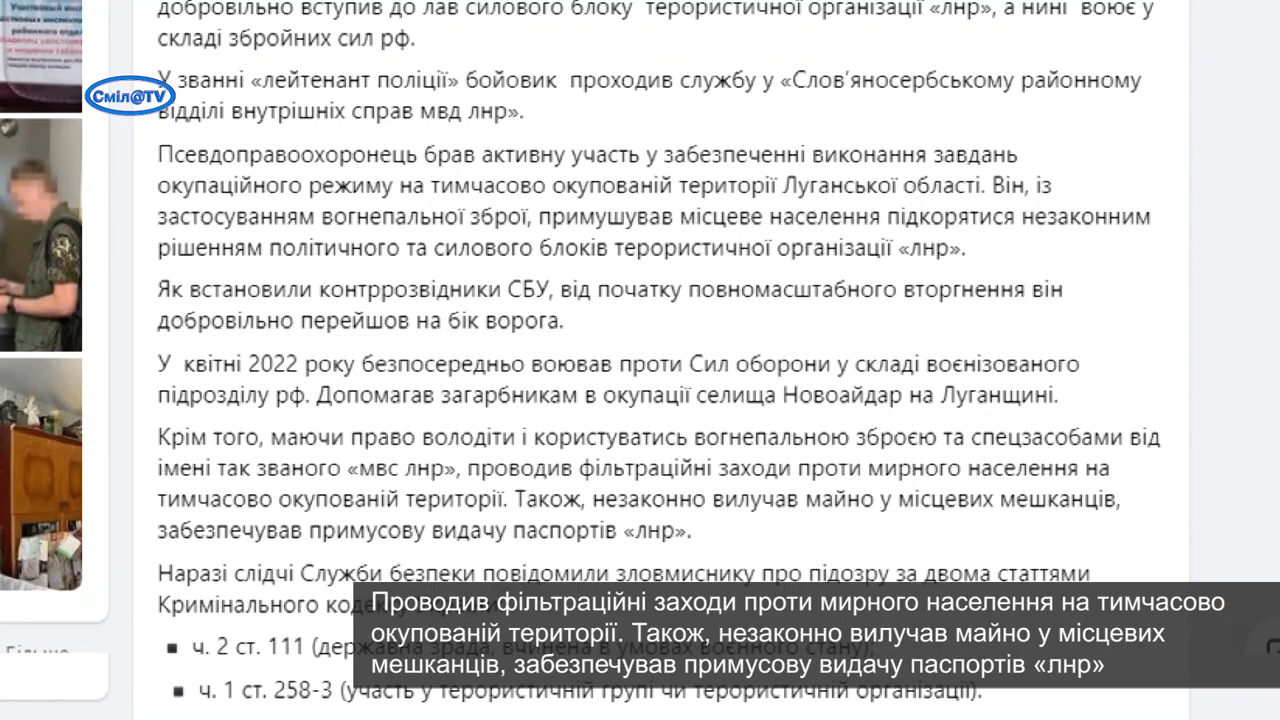 добровільно вступив до лав силового блоку терористичної організації «лнр», а нині воює у
складі збройних сил рф.
У званні «лейтенант поліції» бойовик проходив службу у «Слов’яносербському районному
відділі внутрішніх справ мвд лнр».
Сміл@TV
Псевдоправоохоронець брав активну участь у забезпеченні виконання завдань
окупаційного режиму на тимчасово окупованій території Луганської області. Він, із
застосуванням вогнепальної зброї, примушував місцеве населення підкорятися незаконним
рішенням політичного та силового блоків терористичної організації «лнр».
Як встановили контррозвідники СБУ, від початку повномасштабного вторгнення він
добровільно перейшов на бік ворога.
У квітні 2022 року безпосередньо воював проти Сил оборони у складі воєнізованого
підрозділу рф. Допомагав загарбникам в окупації селища Новоайдар на Луганщині.
Крім того, маючи право володіти і користуватись вогнепальною зброєю та спецзасобами від
імені так званого «мвс лнр», проводив фільтраційні заходи проти мирного населення на
тимчасово окупованій території. Також, незаконно вилучав майно у місцевих мешканців,
забезпечував примусову видачу паспортів «лнр».
Наразі слідчі Служби безпеки повідомили зловмиснику про підозру за двома статтями
Кримінального
▪ ч. 2 ст. 111 (державна зрада, вчинена в умовах воєнного стану);
▪ ч. 1 ст. 258-3 (участь у терористичній групі чи терористичній організації).
Проводив фільтраційні заходи проти мирного населення на тимчасово
окупованій території. Також, незаконно вилучав майно у місцевих
мешканців, забезпечував примусову видачу паспортів «лнр»